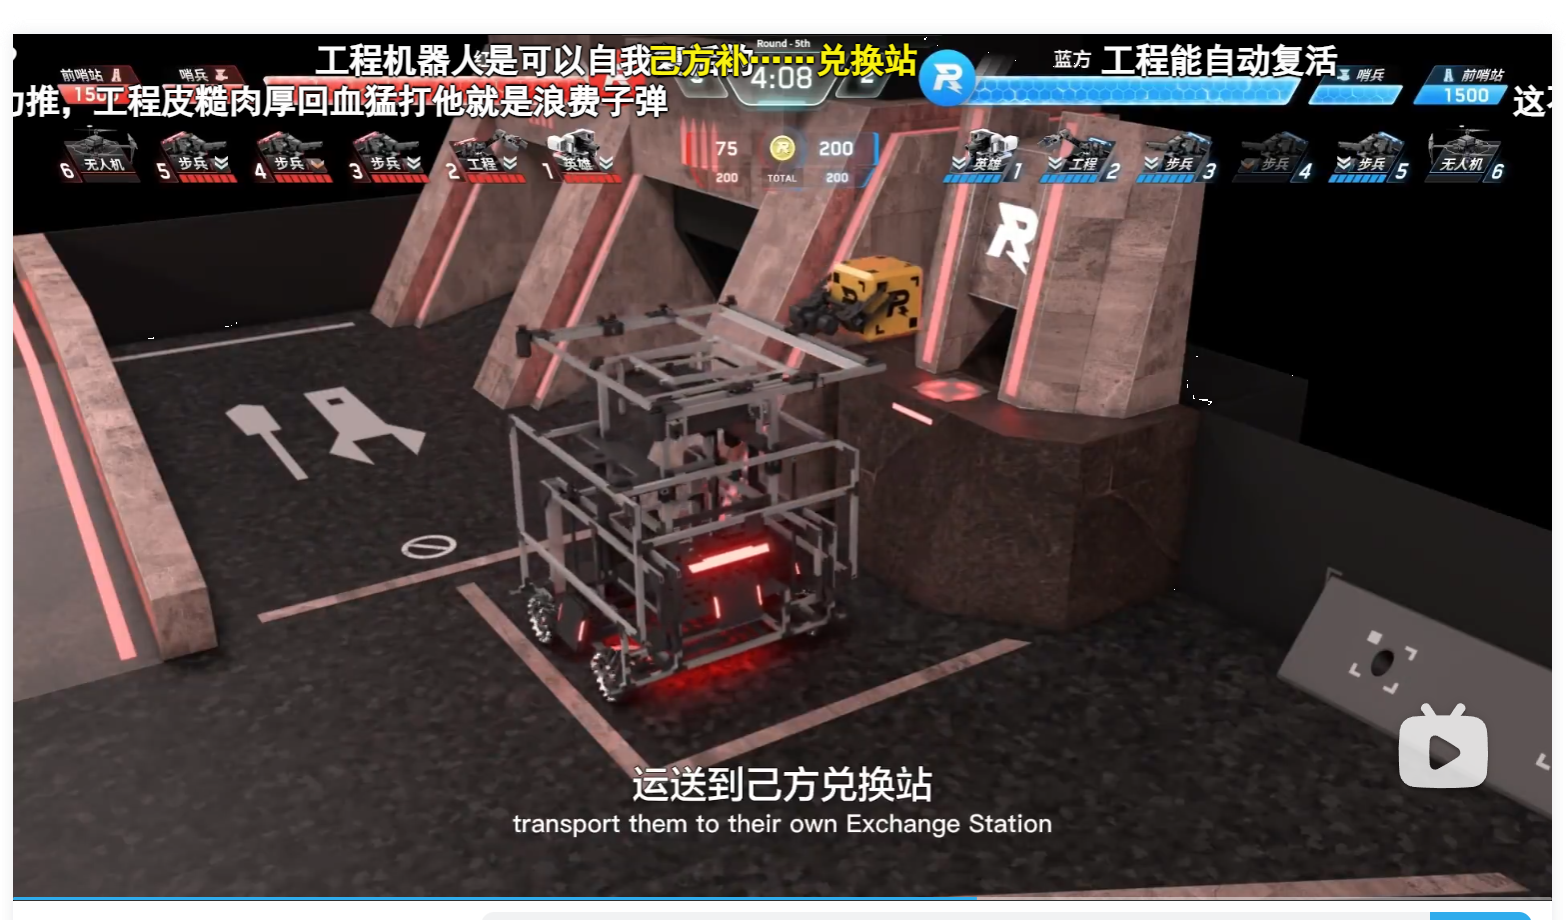 Round - 5th
工程机器人是可以自我
己方补……兑换站
4:08
蓝方
工程能自动复活
前哨站
哨兵
哨兵
前哨站
1500
推，工程皮糙肉厚回血猛打他就是浪费子弹
这
6 无人机
5 步兵
4 步兵
3 步兵
2 工程
1 英雄
75
200
200
TOTAL
200
英雄 1
工程 2
步兵 3
步兵 4
步兵 5
无人机 6
运送到己方兑换站
transport them to their own Exchange Station